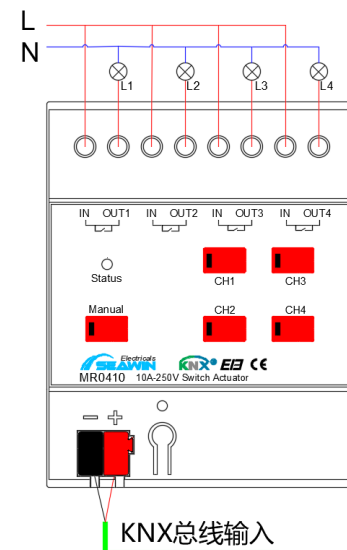 L
N
L1 L2 L3 L4
IN OUT1 IN OUT2 IN OUT3 IN OUT4
Status
CH1 CH3
Manual
CH2 CH4
Electricals
SEAWIN KNX EIB CE
MR0410 10A-250V Switch Actuator
− +
KNX总线输入